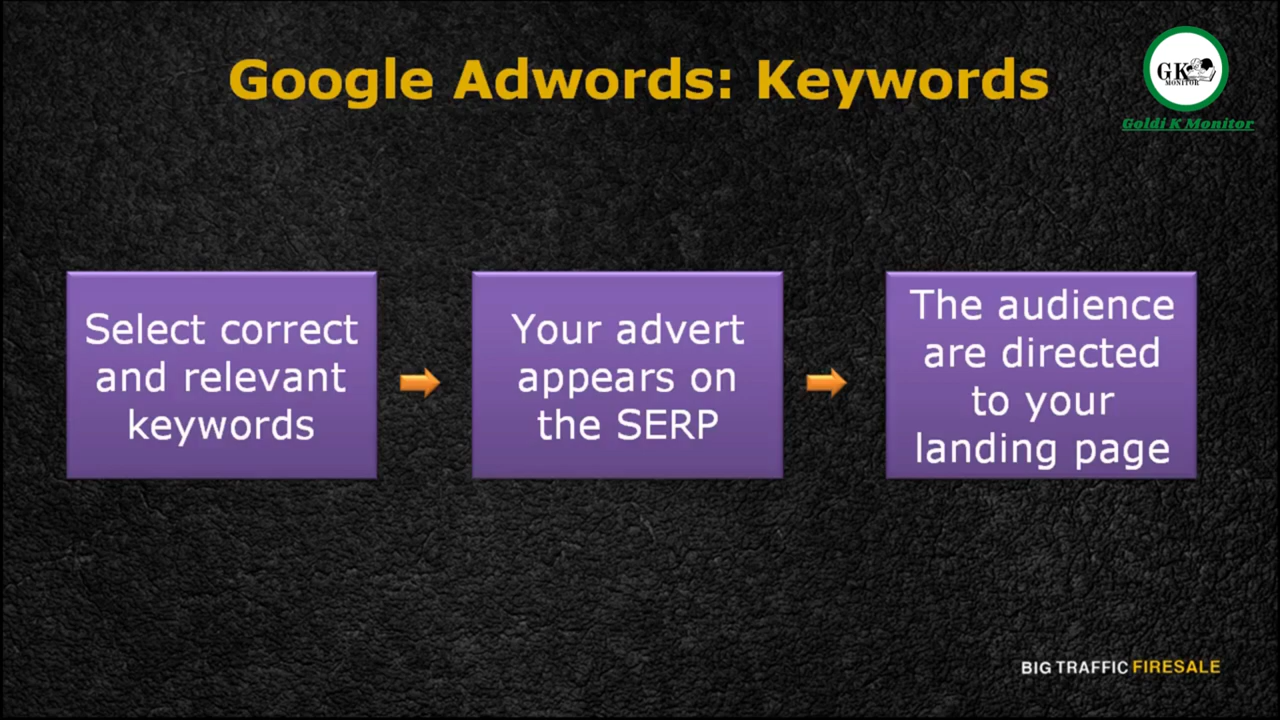 Google Adwords: Keywords
GK
MONITOR
Goldi K Monitor
Select correct
and relevant
keywords
Your advert
appears on
the SERP
The audience
are directed
to your
landing page
BIG TRAFFIC FIRESALE